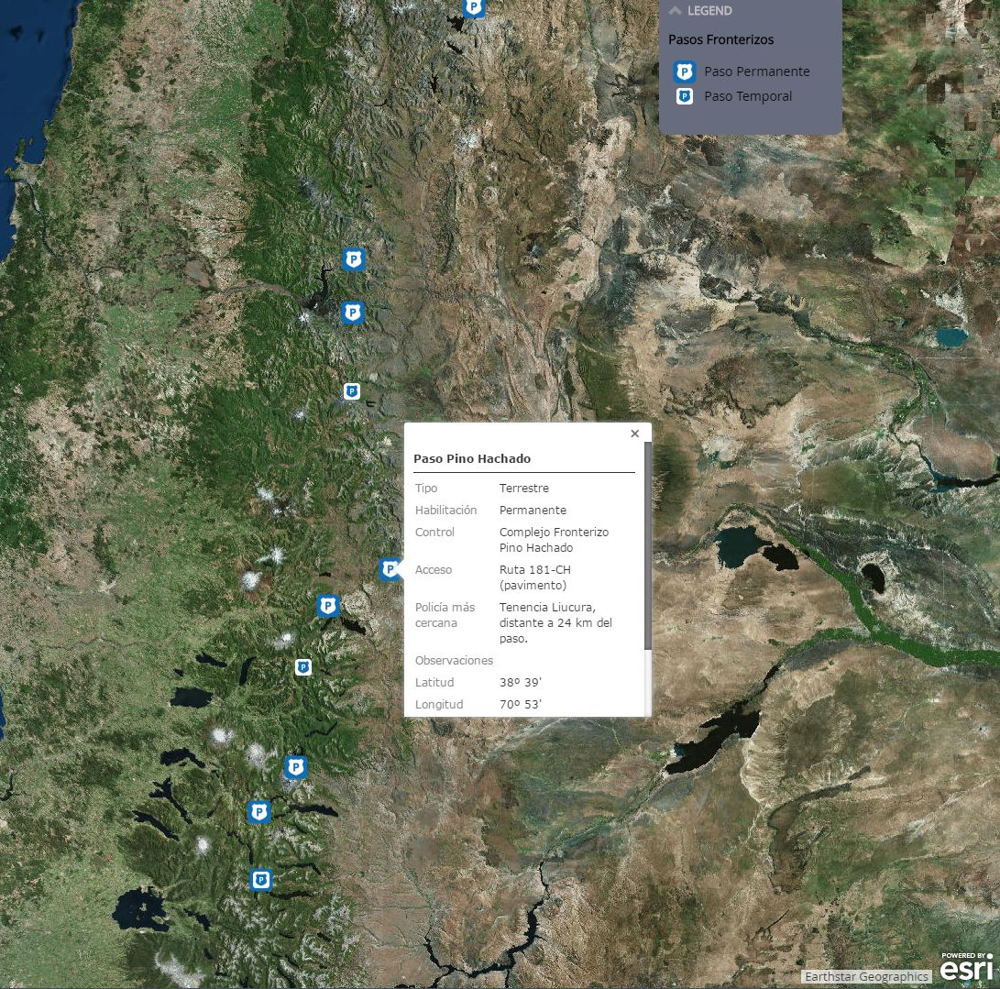 P
LEGEND
Pasos Fronterizos
P Paso Permanente
P Paso Temporal
P
P
P
×
Paso Pino Hachado
Tipo Terrestre
Habilitación Permanente
Control Complejo Fronterizo
Pino Hachado
P
Acceso Ruta 181-CH
(pavimento)
P
Policía más Tenencia Liucura,
cercana distante a 24 km del
paso.
Observaciones
P
Latitud 38º 39'
Longitud 70º 53'
P
P
P
Earthstar Geographics
POWERED BY
esri